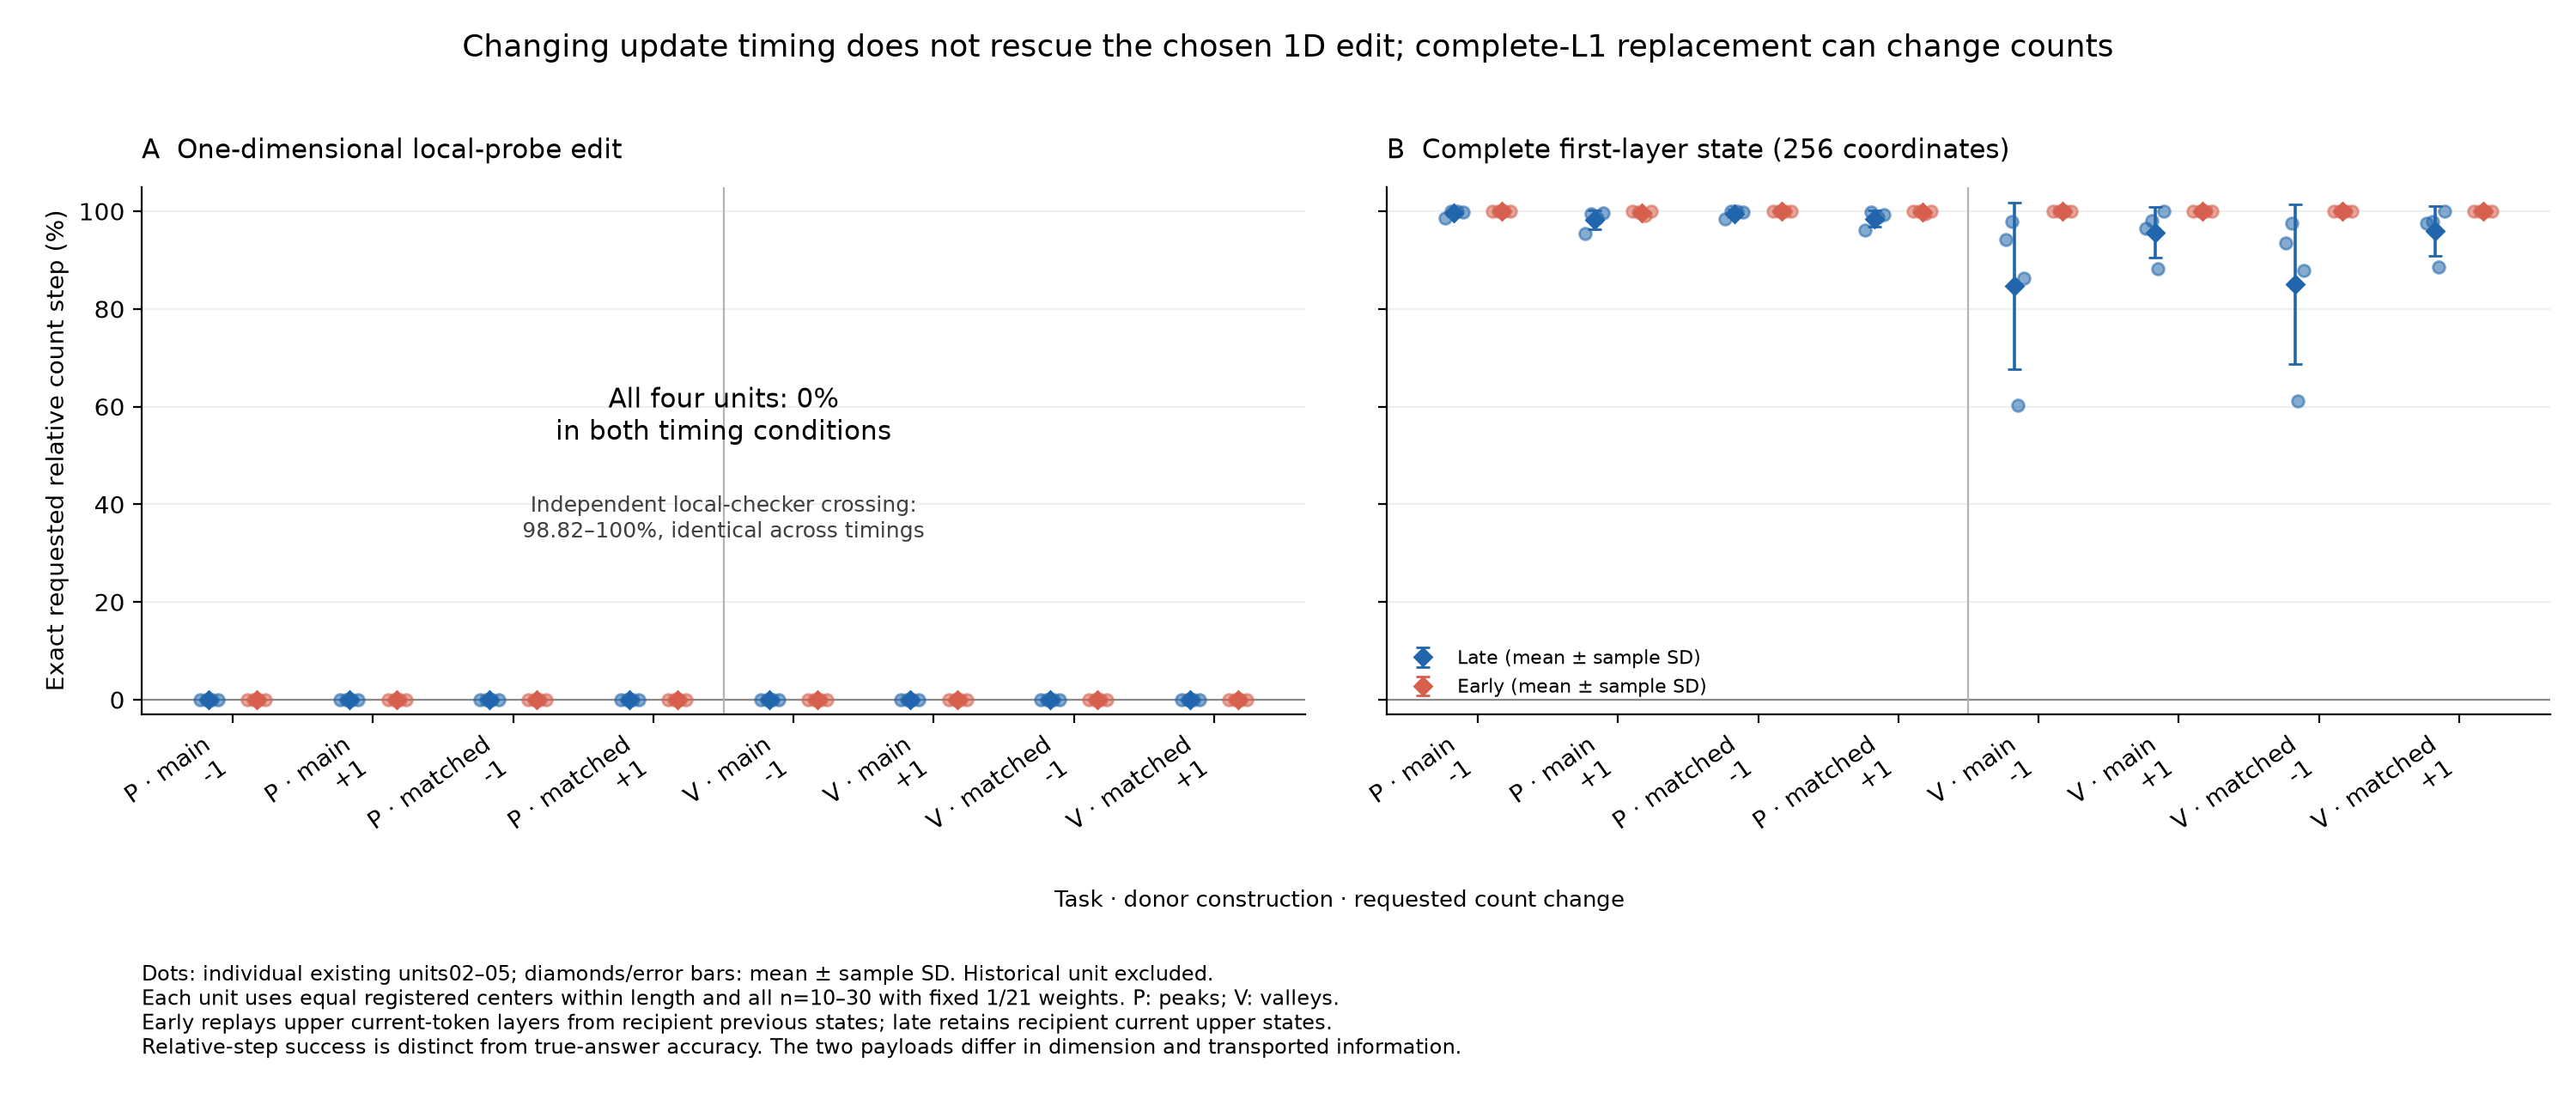 Changing update timing does not rescue the chosen 1D edit; complete-L1 replacement can change counts
A  One-dimensional local-probe edit
B  Complete first-layer state (256 coordinates)
Exact requested relative count step (%)
100
80
60
40
20
0
All four units: 0%
in both timing conditions
Independent local-checker crossing:
98.82–100%, identical across timings
Late (mean ± sample SD)
Early (mean ± sample SD)
P · main
-1
P · main
+1
P · matched
-1
P · matched
+1
V · main
-1
V · main
+1
V · matched
-1
V · matched
+1
P · main
-1
P · main
+1
P · matched
-1
P · matched
+1
V · main
-1
V · main
+1
V · matched
-1
V · matched
+1
Task · donor construction · requested count change
Dots: individual existing units02–05; diamonds/error bars: mean ± sample SD. Historical unit excluded.
Each unit uses equal registered centers within length and all n=10–30 with fixed 1/21 weights. P: peaks; V: valleys.
Early replays upper current-token layers from recipient previous states; late retains recipient current upper states.
Relative-step success is distinct from true-answer accuracy. The two payloads differ in dimension and transported information.